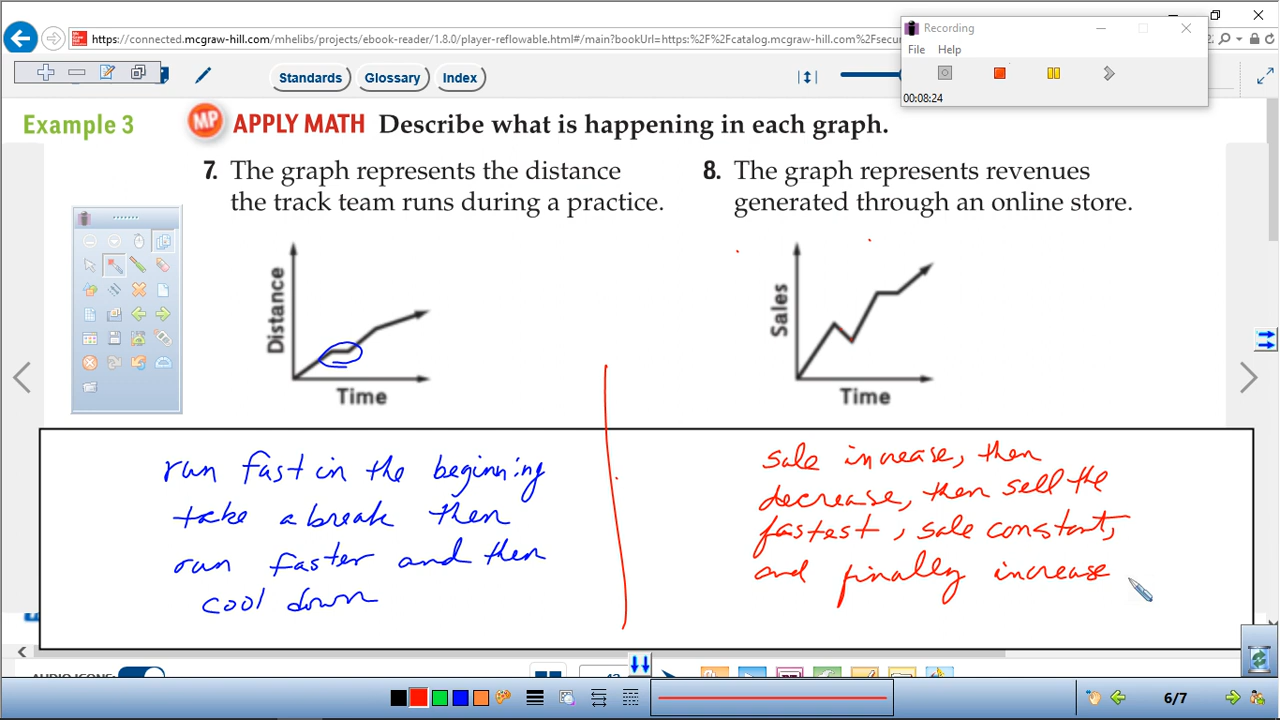 Recording
File Help
00:08:24
https://connected.mcgraw-hill.com/mhelibs/projects/ebook-reader/1.8.0/player-reflowable.html#/main?bookUrl=https:%2F%2Fcatalog.mcgraw-hill.com%2Fsecur
Standards Glossary Index
Example 3 MP APPLY MATH Describe what is happening in each graph.
7. The graph represents the distance
the track team runs during a practice.
Distance
Time
8. The graph represents revenues
generated through an online store.
Sales
Time
run fast in the beginning
take a break then
run faster and then
cool down
sale increase, then
decrease, then sell the
fastest, sale constant,
and finally increase
AUDIO ICONS:
6/7